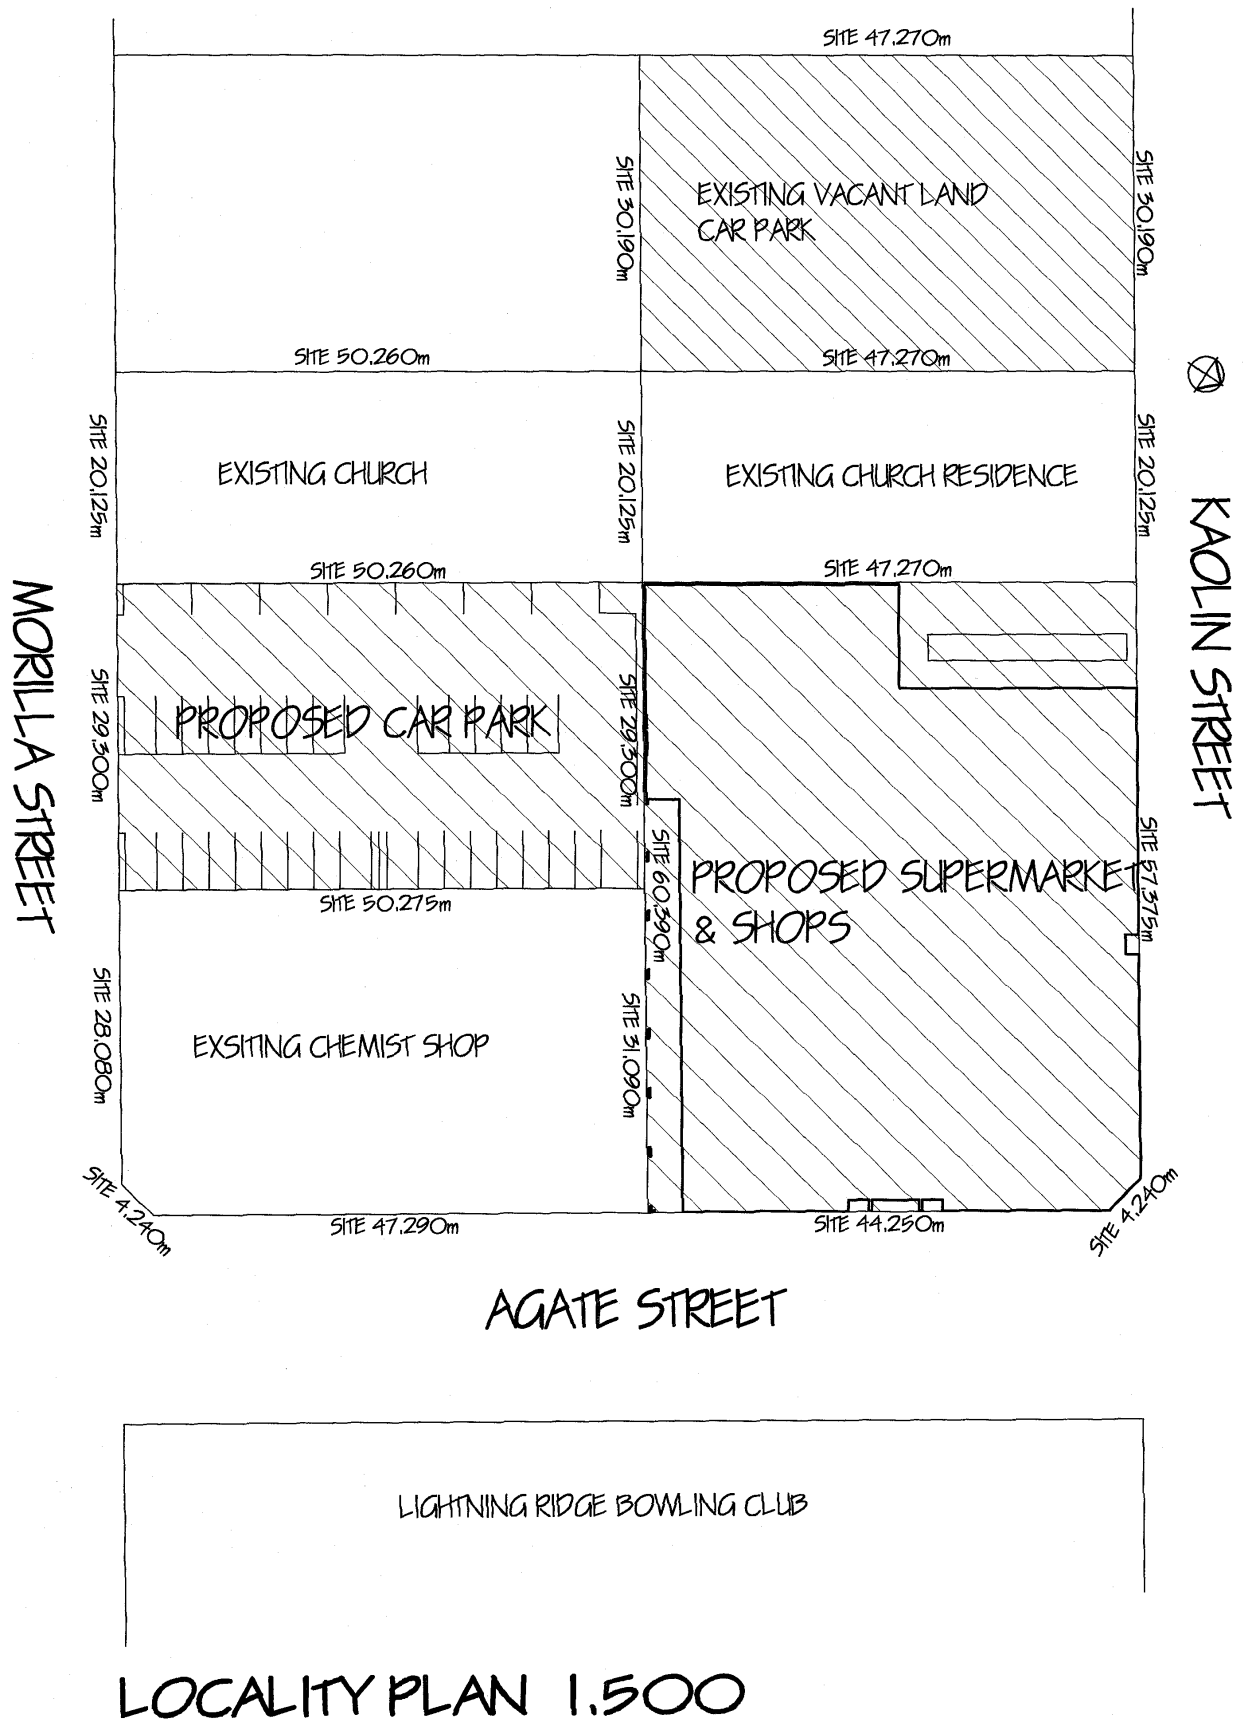 SITE 47.270m
SITE 30.190m
EXISTING VACANT LAND
CAR PARK
SITE 30.190m
SITE 50.260m
SITE 47.270m
SITE 20.125m
EXISTING CHURCH
SITE 20.125m
EXISTING CHURCH RESIDENCE
SITE 20.125m
KAOLIN STREET
SITE 50.260m
SITE 47.270m
MORILLA STREET
SITE 29.300m
PROPOSED CAR PARK
SITE 29.300m
SITE 60.390m
PROPOSED SUPERMARKET
& SHOPS
SITE 57.375m
SITE 50.275m
SITE 28.080m
EXSITING CHEMIST SHOP
SITE 31.090m
SITE 4.240m
SITE 47.290m
SITE 44.250m
SITE 4.240m
AGATE STREET
LIGHTNING RIDGE BOWLING CLUB
LOCALITY PLAN 1.500